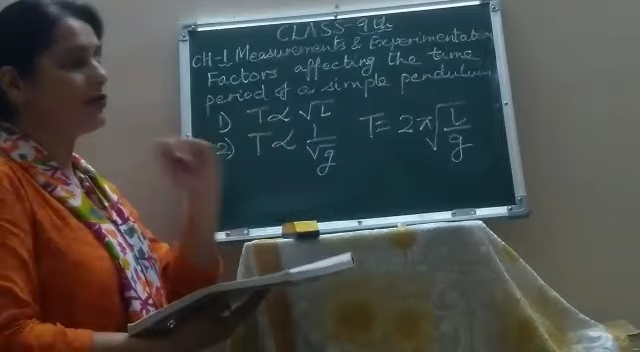 CLASS-9th
CH-1 Measurements & Experimentation
Factors affecting the time
period of a simple pendulum
1) T ∝ √L
2) T ∝ 1/√g
T = 2π√(L/g)